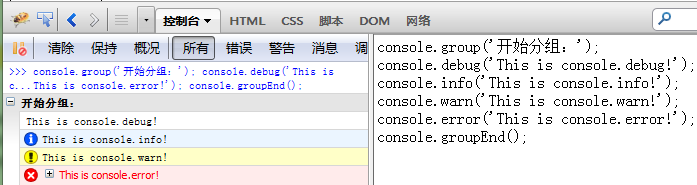 控制台 HTML CSS 脚本 DOM 网络
清除 保持 概况 所有 错误 警告 消息 调
>>> console.group('开始分组：'); console.debug('This is
c...This is console.error!'); console.groupEnd();
开始分组：
This is console.debug!
This is console.info!
This is console.warn!
This is console.error!
console.group('开始分组：');
console.debug('This is console.debug!');
console.info('This is console.info!');
console.warn('This is console.warn!');
console.error('This is console.error!');
console.groupEnd();